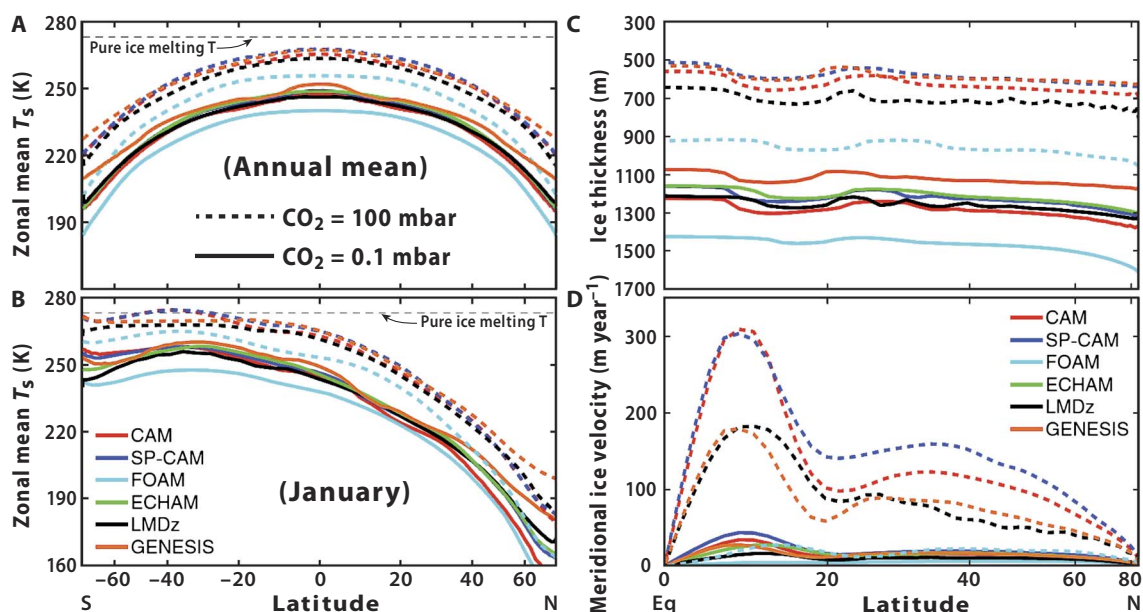 A
280
250
220
190
Zonal mean Ts (K)
Pure ice melting T
(Annual mean)
CO2 = 100 mbar
CO2 = 0.1 mbar
B
280
250
220
190
160
Zonal mean Ts (K)
Pure ice melting T
CAM
SP-CAM
FOAM
ECHAM
LMDz
GENESIS
(January)
−60 −40 −20 0 20 40 60
S Latitude N
C
300
500
700
900
1100
1300
1500
1700
Ice thickness (m)
D
300
200
100
0
Meridional ice velocity (m year−1)
CAM
SP-CAM
FOAM
ECHAM
LMDz
GENESIS
0 20 40 60 80
Eq Latitude N